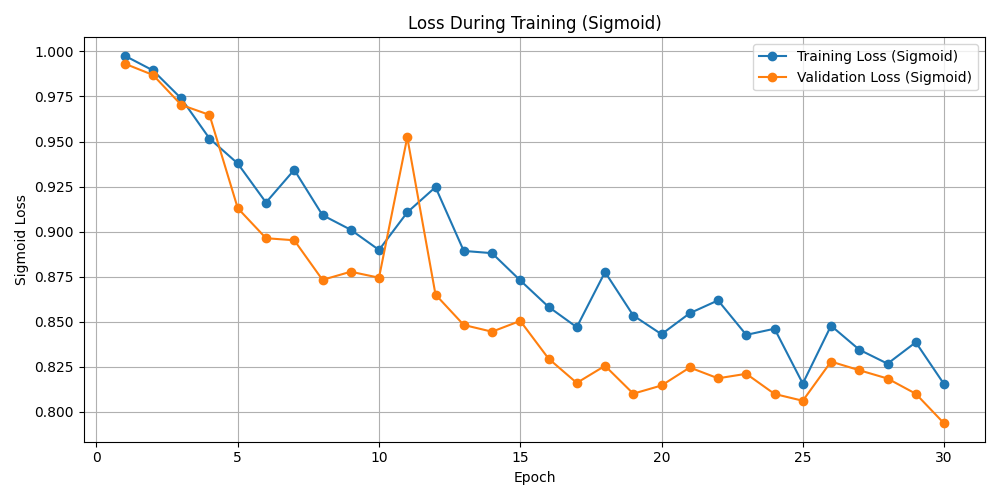 Loss During Training (Sigmoid)
Training Loss (Sigmoid)
Validation Loss (Sigmoid)
Sigmoid Loss
1.000
0.975
0.950
0.925
0.900
0.875
0.850
0.825
0.800
0 5 10 15 20 25 30
Epoch